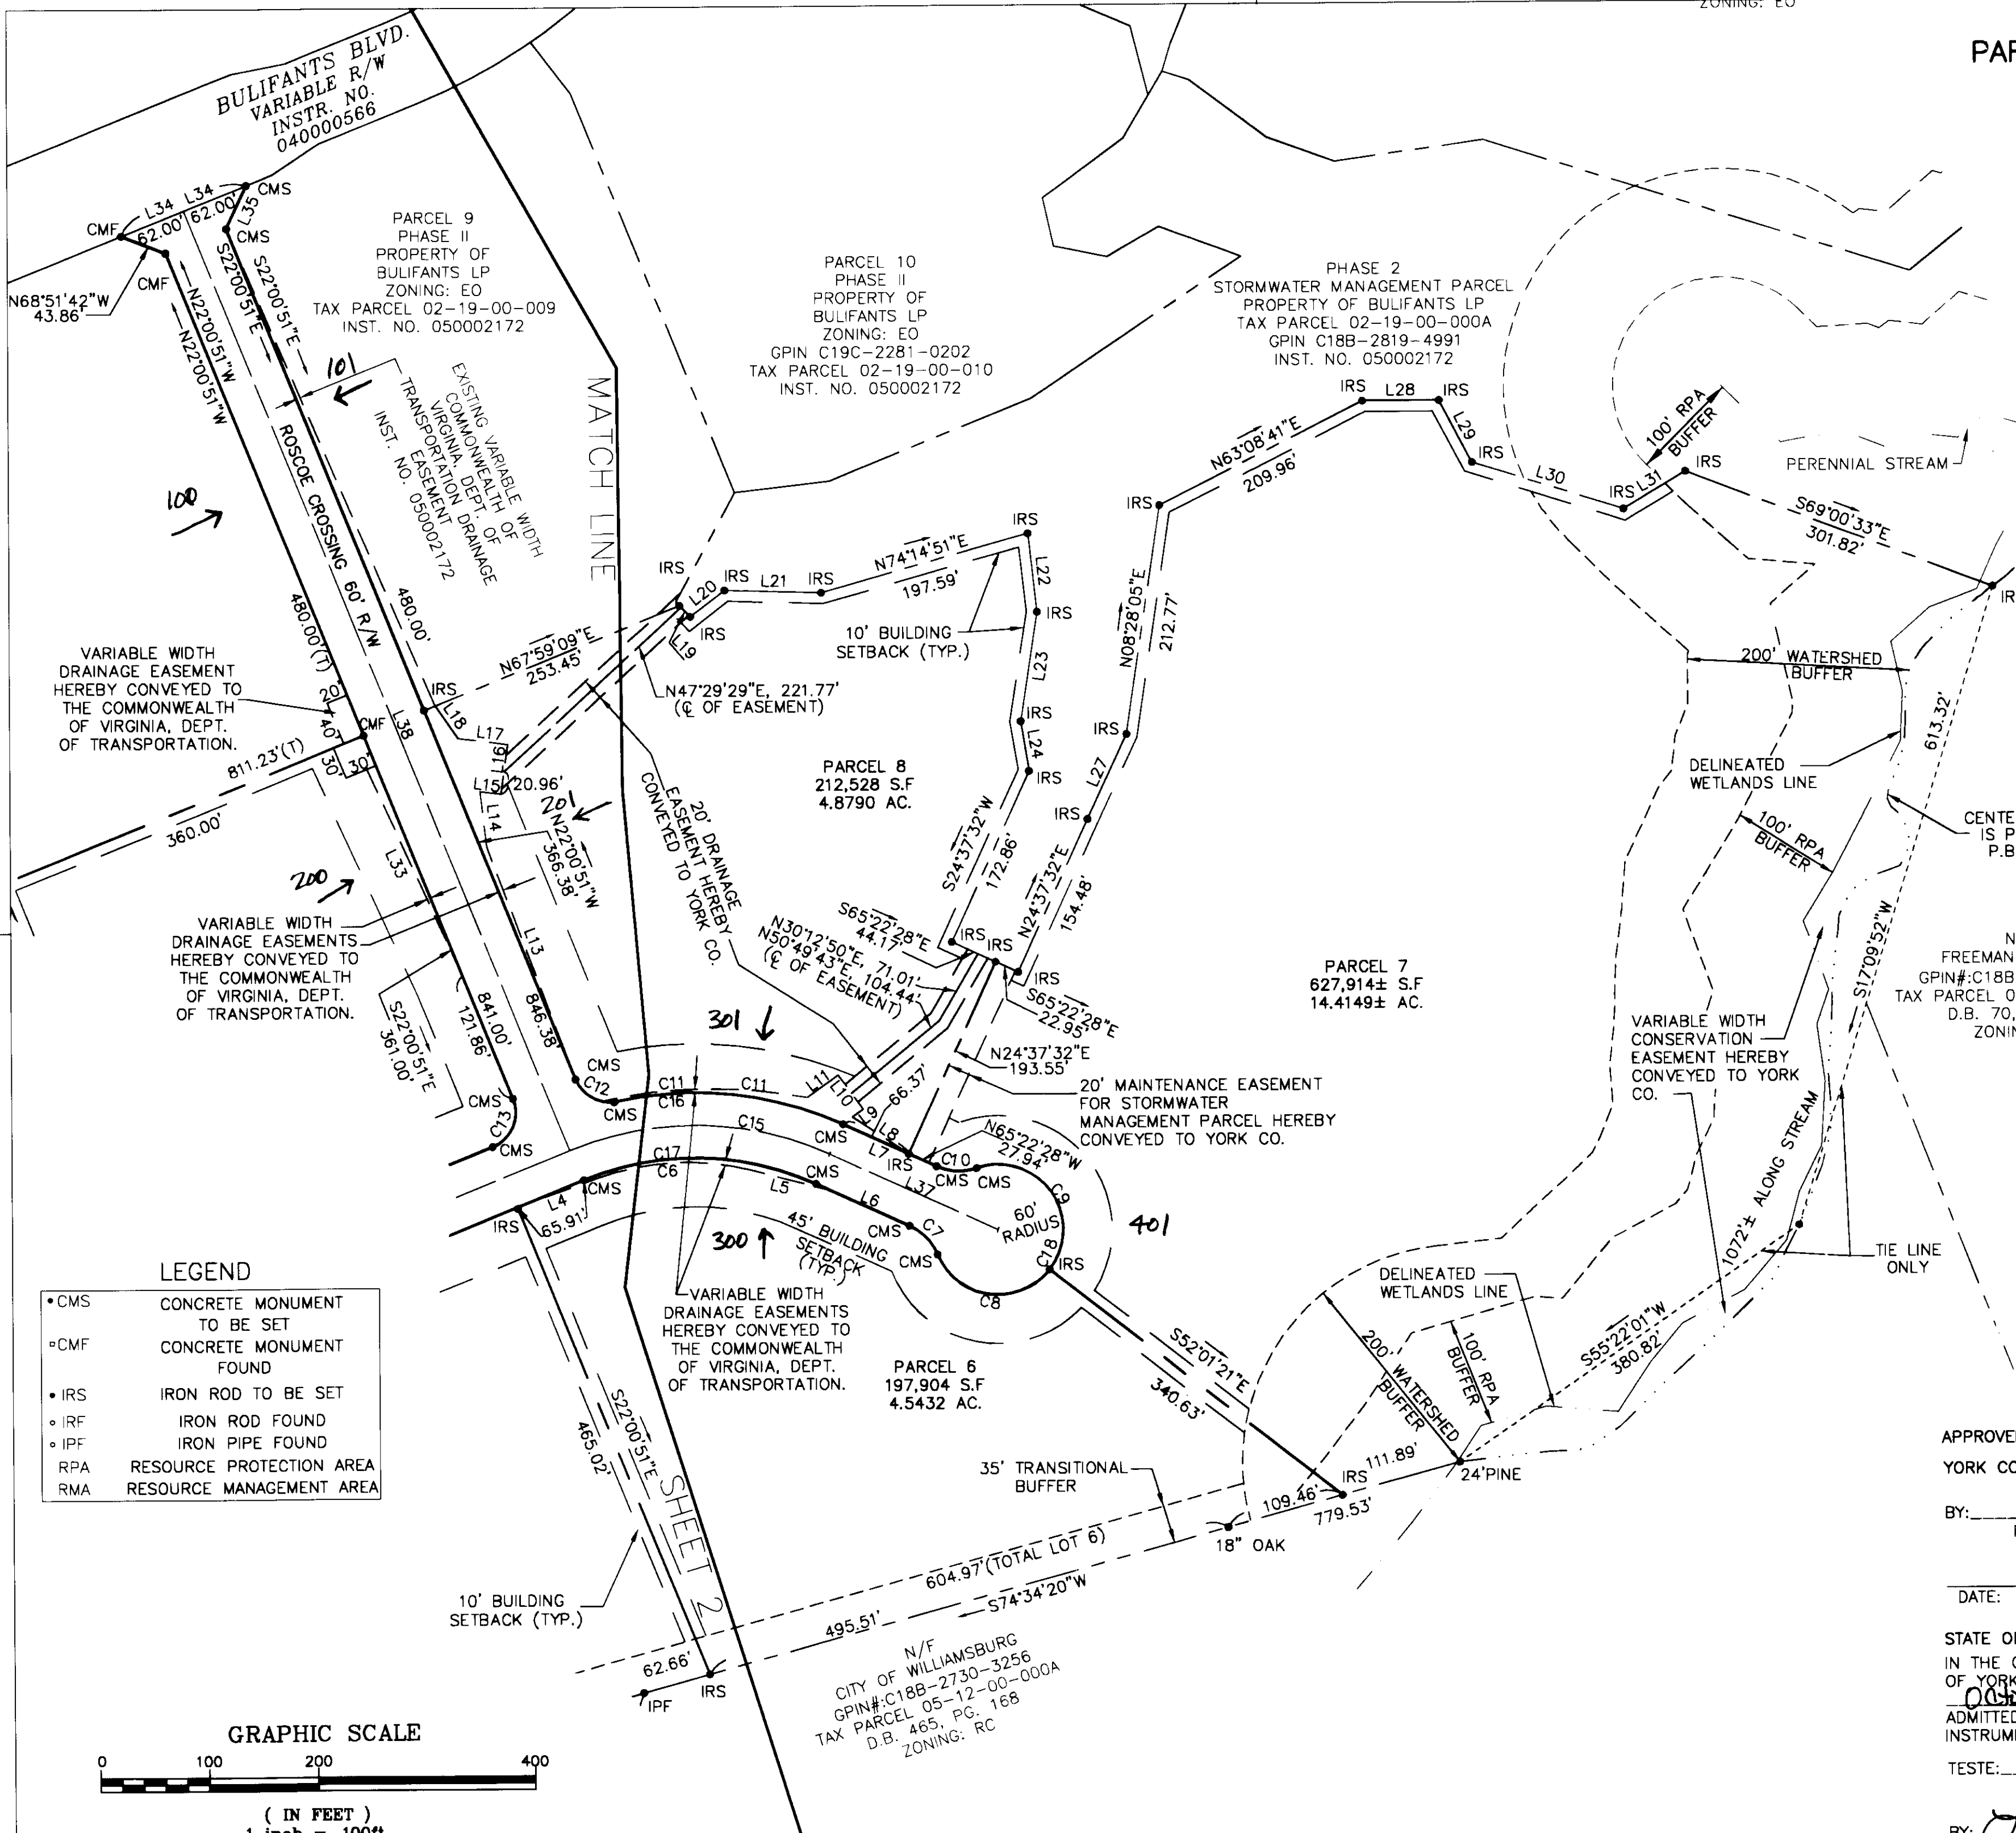 ZONING: EO
BULIFANTS BLVD.
VARIABLE R/W
INSTR. NO.
040000566
L34
L34
62.00'
62.00'
CMS
L35
CMS
CMF
CMF
N68°51'42"W
43.86'
N22°00'51"W
N22°00'51"W
S22°00'51"E
S22°00'51"E
PARCEL 9
PHASE II
PROPERTY OF
BULIFANTS LP
ZONING: EO
TAX PARCEL 02-19-00-009
INST. NO. 050002172
101
100
EXISTING VARIABLE WIDTH
COMMONWEALTH OF
VIRGINIA, DEPT. OF
TRANSPORTATION DRAINAGE
EASEMENT
INST. NO. 050002172
ROSCOE CROSSING 60' R/W
MATCH LINE
PARCEL 10
PHASE II
PROPERTY OF
BULIFANTS LP
ZONING: EO
GPIN C19C-2281-0202
TAX PARCEL 02-19-00-010
INST. NO. 050002172
PHASE 2
STORMWATER MANAGEMENT PARCEL
PROPERTY OF BULIFANTS LP
TAX PARCEL 02-19-00-000A
GPIN C18B-2819-4991
INST. NO. 050002172
IRS
L28
IRS
L29
IRS
L30
IRS
L31
IRS
100' RPA
BUFFER
PERENNIAL STREAM
S69°00'33"E
301.82'
N63°08'41"E
209.96'
IRS
N08°28'05"E
212.77'
IRS
N74°14'51"E
197.59'
IRS
L20
IRS
L21
IRS
IRS
L19
L22
IRS
L23
IRS
L24
IRS
L27
IRS
10' BUILDING
SETBACK (TYP.)
N67°59'09"E
253.45'
N47°29'29"E, 221.77'
(℄ OF EASEMENT)
480.00'
480.00'(T)
VARIABLE WIDTH
DRAINAGE EASEMENT
HEREBY CONVEYED TO
THE COMMONWEALTH
OF VIRGINIA, DEPT.
OF TRANSPORTATION.
20'
40'
CMF
30'
30'
811.23'(T)
360.00'
L38
IRS
L18
L17
L16
L15
20.96'
L14
201
N22°00'51"W
366.38'
200
L33
L13
VARIABLE WIDTH
DRAINAGE EASEMENTS
HEREBY CONVEYED TO
THE COMMONWEALTH
OF VIRGINIA, DEPT.
OF TRANSPORTATION.
S22°00'51"E
361.00'
121.86'
841.00'
846.38'
20' DRAINAGE
EASEMENT HEREBY
CONVEYED TO YORK CO.
PARCEL 8
212,528 S.F
4.8790 AC.
S24°37'32"W
172.86'
N24°37'32"E
154.48'
S65°22'28"E
44.17'
N30°12'50"E, 71.01'
N50°49'43"E, 104.44'
(℄ OF EASEMENT)
IRS
IRS
IRS
S65°22'28"E
22.95'
N24°37'32"E
193.55'
20' MAINTENANCE EASEMENT
FOR STORMWATER
MANAGEMENT PARCEL HEREBY
CONVEYED TO YORK CO.
301
L11
L10
L9
66.37'
CMS
C12
CMS
C11
C11
C16
C15
C17
C6
CMS
L8
L7
IRS
C10
CMS
CMS
N65°22'28"W
27.94'
C9
60'
RADIUS
C18
IRS
401
L37
CMS
C13
CMS
L4
CMS
IRS
65.91'
L5
CMS
L6
CMS
C7
CMS
C8
300
45' BUILDING
SETBACK
(TYP.)
VARIABLE WIDTH
DRAINAGE EASEMENTS
HEREBY CONVEYED TO
THE COMMONWEALTH
OF VIRGINIA, DEPT.
OF TRANSPORTATION.
PARCEL 6
197,904 S.F
4.5432 AC.
PARCEL 7
627,914± S.F
14.4149± AC.
200' WATERSHED
BUFFER
DELINEATED
WETLANDS LINE
100' RPA
BUFFER
613.32'
S17°09'52"W
VARIABLE WIDTH
CONSERVATION
EASEMENT HEREBY
CONVEYED TO YORK
CO.
FREEMAN
GPIN#:C18B
D.B. 70,
1072'± ALONG STREAM
TIE LINE
ONLY
DELINEATED
WETLANDS LINE
200' WATERSHED
BUFFER
100' RPA
BUFFER
S55°22'01"W
380.82'
S52°01'21"E
340.63'
IRS
111.89'
24"PINE
109.46'
779.53'
18" OAK
35' TRANSITIONAL
BUFFER
604.97'(TOTAL LOT 6)
S74°34'20"W
495.51'
S22°00'51"E
465.02'
SHEET 2
10' BUILDING
SETBACK (TYP.)
62.66'
IPF
IRS
N/F
CITY OF WILLIAMSBURG
GPIN#:C18B-2730-3256
TAX PARCEL 05-12-00-000A
D.B. 465, PG. 168
ZONING: RC
LEGEND
CMS CONCRETE MONUMENT
TO BE SET
CMF CONCRETE MONUMENT
FOUND
IRS IRON ROD TO BE SET
IRF IRON ROD FOUND
IPF IRON PIPE FOUND
RPA RESOURCE PROTECTION AREA
RMA RESOURCE MANAGEMENT AREA
GRAPHIC SCALE
0 100 200 400
( IN FEET )
1 inch = 100ft
DATE:
IN THE
OF YORK
TESTE:
BY: